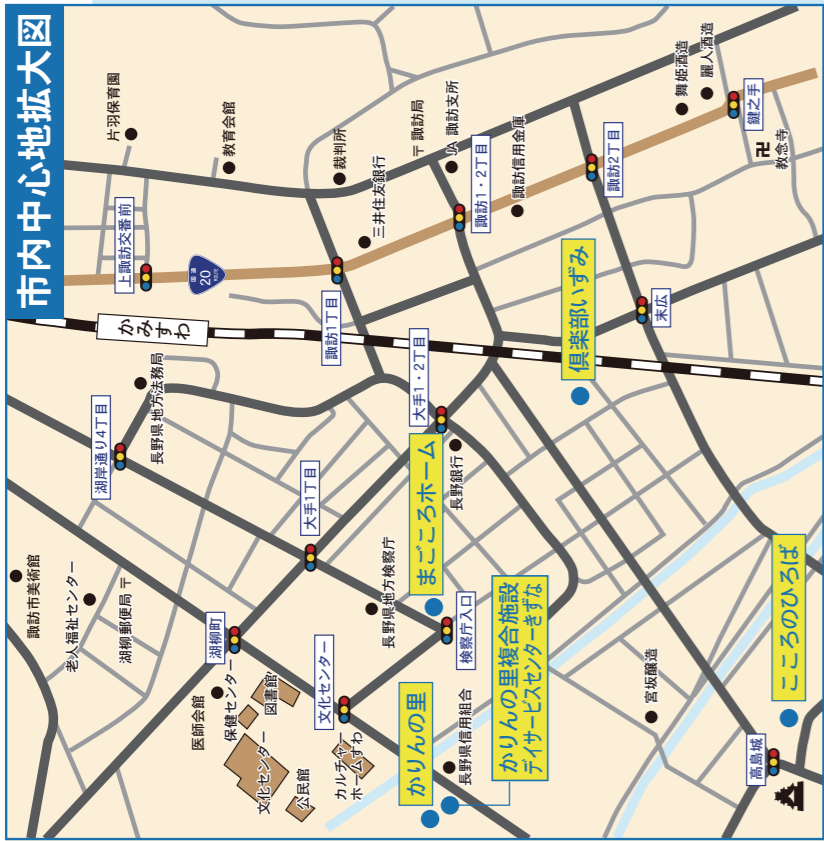 市内中心地拡大図
片羽保育園
教育会館
裁判所
〒 諏訪局
JA 諏訪支所
舞姫酒造
麗人酒造
上諏訪交番前
国道
20
ROUTE
三井住友銀行
諏訪1・2丁目
諏訪信用金庫
諏訪2丁目
鍵之手
卍
教念寺
かみすわ
諏訪1丁目
倶楽部いずみ
末広
長野県地方法務局
湖岸通り4丁目
大手1・2丁目
大手1丁目
まごころホーム
長野銀行
諏訪市美術館
老人福祉センター
湖柳郵便局 〒
湖柳町
長野県地方検察庁
検察庁入口
かりんの里複合施設
デイサービスセンターきずな
こころのひろば
医師会館
保健センター
図書館
文化センター
文化センター
公民館
カルチャー
ホームすわ
かりんの里
長野県信用組合
宮坂醸造
高島城